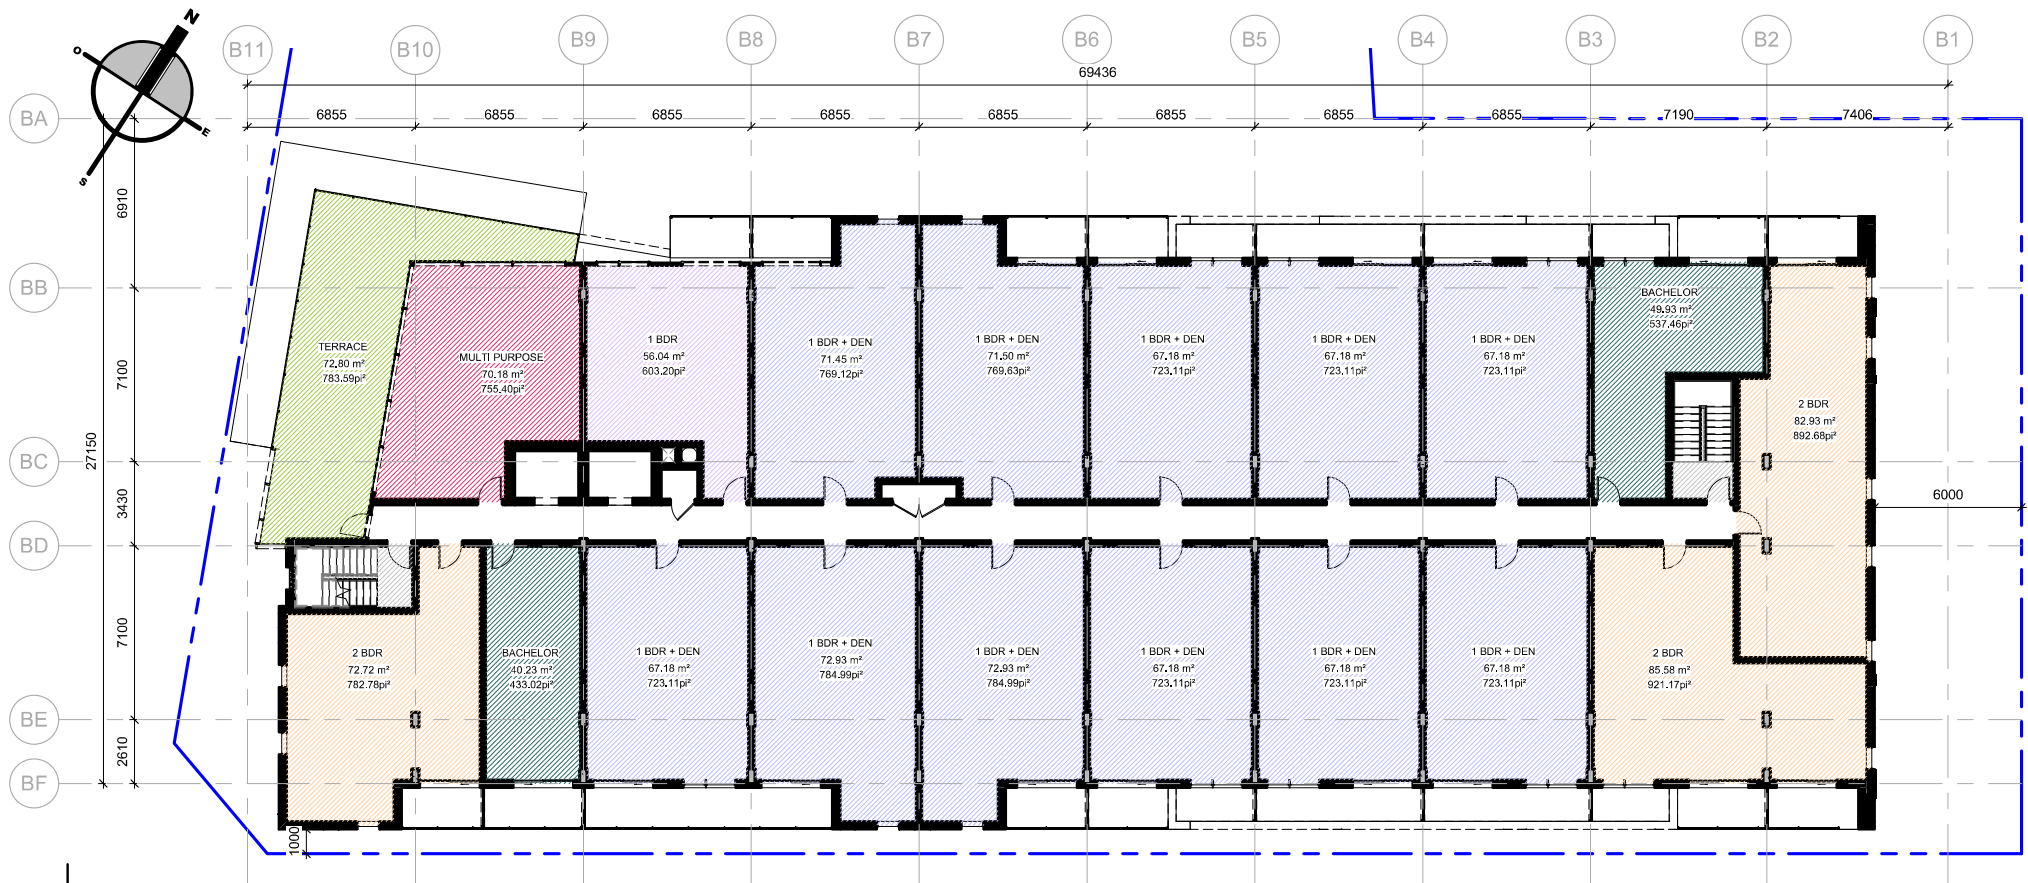 N
O
E
S
B11
B10
B9
B8
B7
B6
B5
B4
B3
B2
B1
69436
6855
6855
6855
6855
6855
6855
6855
6855
7190
7406
BA
BB
BC
BD
BE
BF
27150
6910
7100
3430
7100
2610
1000
6000
TERRACE
72.80 m²
783.59pi²
MULTI PURPOSE
70.18 m²
755.40pi²
1 BDR
56.04 m²
603.20pi²
1 BDR + DEN
71.45 m²
769.12pi²
1 BDR + DEN
71.50 m²
769.63pi²
1 BDR + DEN
67.18 m²
723.11pi²
1 BDR + DEN
67.18 m²
723.11pi²
1 BDR + DEN
67.18 m²
723.11pi²
BACHELOR
49.93 m²
537.46pi²
2 BDR
82.93 m²
892.68pi²
2 BDR
72.72 m²
782.78pi²
BACHELOR
40.23 m²
433.02pi²
1 BDR + DEN
67.18 m²
723.11pi²
1 BDR + DEN
72.93 m²
784.99pi²
1 BDR + DEN
72.93 m²
784.99pi²
1 BDR + DEN
67.18 m²
723.11pi²
1 BDR + DEN
67.18 m²
723.11pi²
1 BDR + DEN
67.18 m²
723.11pi²
2 BDR
85.58 m²
921.17pi²